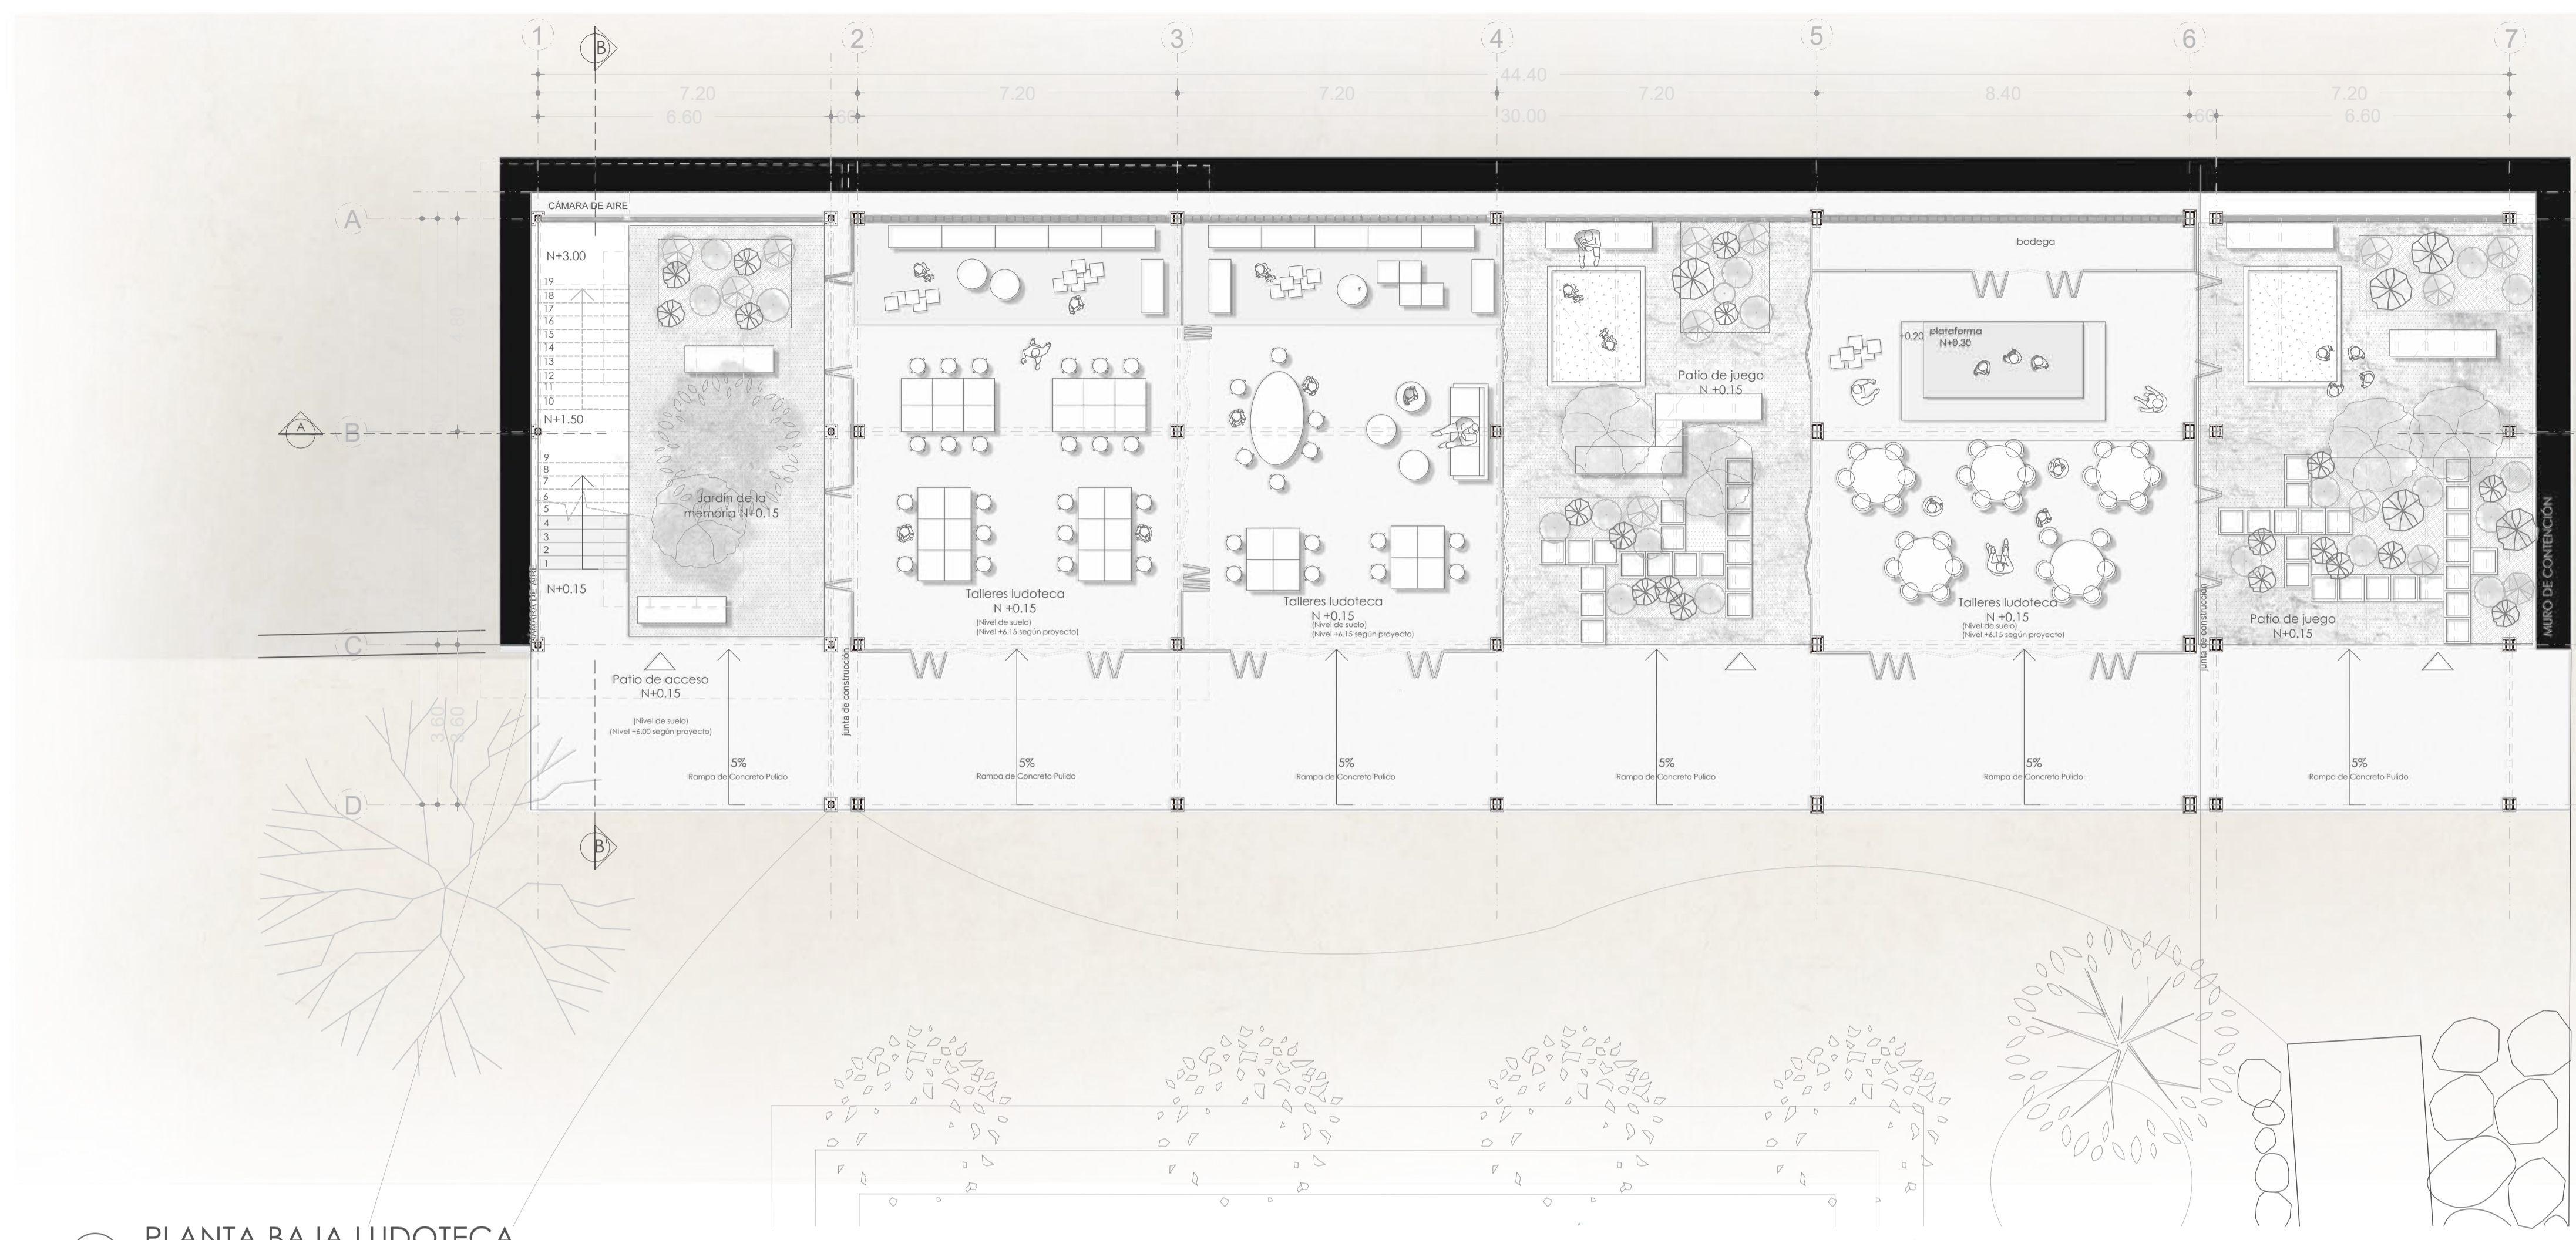 1
B
2
3
4
5
6
7
44.40
7.20
7.20
7.20
7.20
8.40
7.20
6.60
.60
30.00
.60
6.60
A
CÁMARA DE AIRE
N+3.00
19
18
17
16
15
14
13
12
11
10
N+1.50
9
8
7
6
5
4
3
2
1
N+0.15
CÁMARA DE AIRE
A
B
C
D
4.80
3.60
3.60
Jardín de la
memoria N+0.15
Talleres ludoteca
N +0.15
(Nivel de suelo)
(Nivel +6.15 según proyecto)
Talleres ludoteca
N +0.15
(Nivel de suelo)
(Nivel +6.15 según proyecto)
Patio de juego
N +0.15
bodega
+0.20
plataforma
N+0.30
Talleres ludoteca
N +0.15
(Nivel de suelo)
(Nivel +6.15 según proyecto)
Patio de juego
N+0.15
MURO DE CONTENCIÓN
junta de construcción
junta de construcción
Patio de acceso
N+0.15
(Nivel de suelo)
(Nivel +6.00 según proyecto)
5%
Rampa de Concreto Pulido
5%
Rampa de Concreto Pulido
5%
Rampa de Concreto Pulido
5%
Rampa de Concreto Pulido
5%
Rampa de Concreto Pulido
5%
Rampa de Concreto Pulido
B'
PLANTA BAJA LUDOTECA